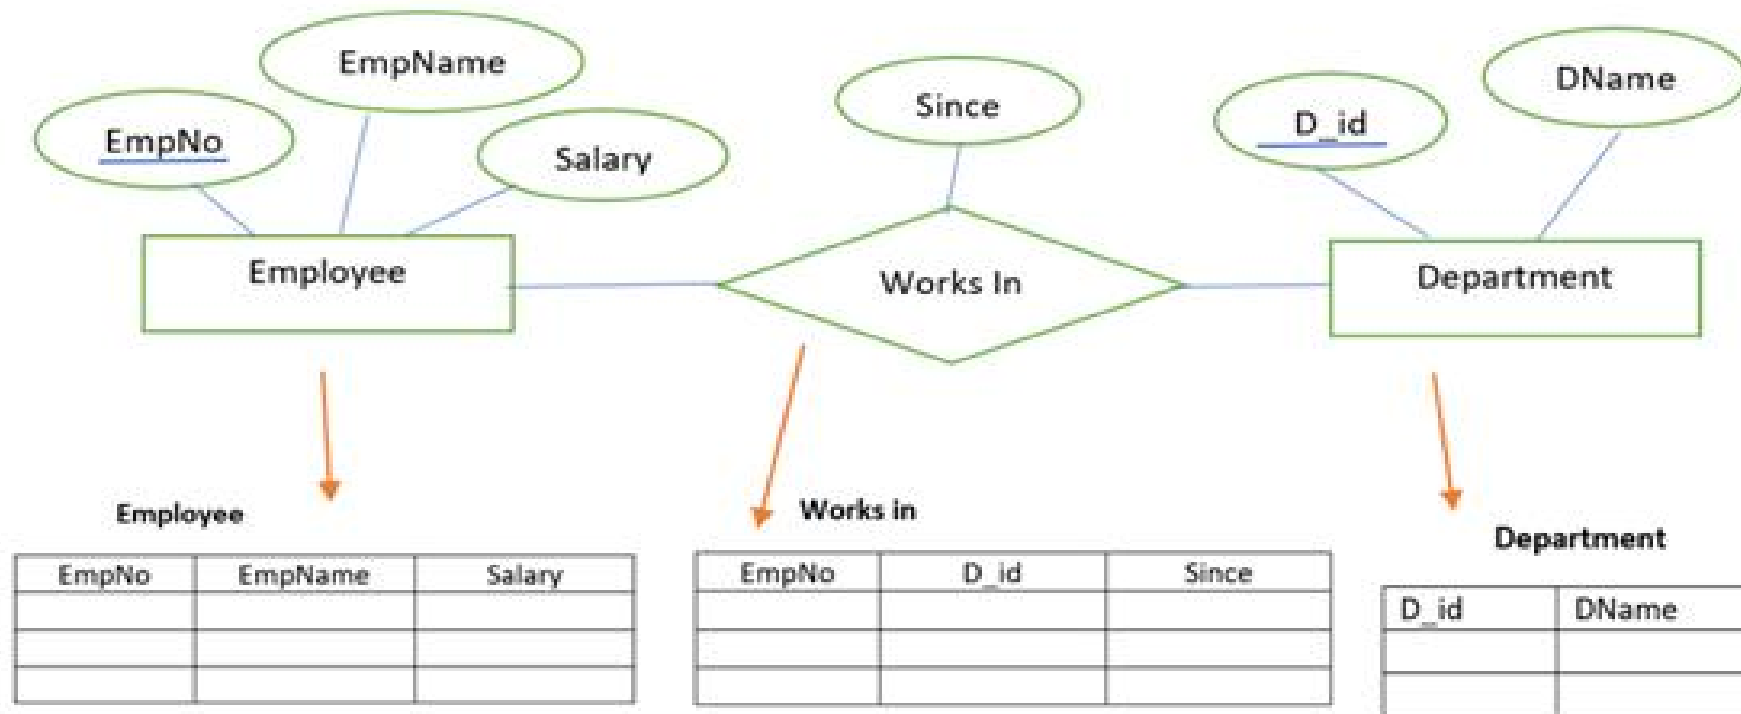 EmpName
EmpNo
Salary
Since
D_id
DName
Employee
Works In
Department
Employee
EmpNo EmpName Salary
Works in
EmpNo D_id Since
Department
D_id DName